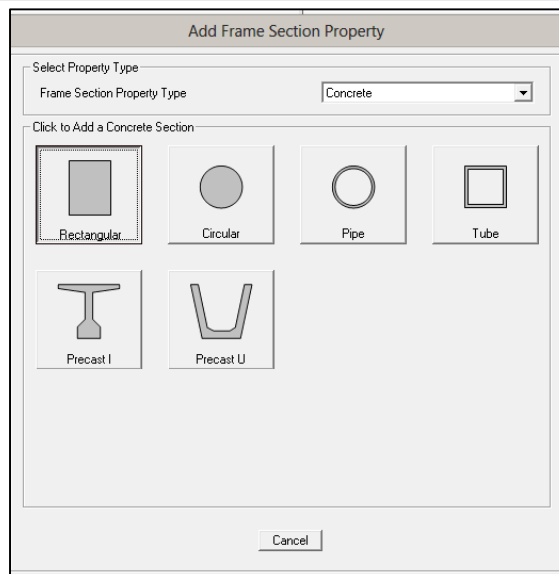 Add Frame Section Property
Select Property Type
Frame Section Property Type
Concrete
Click to Add a Concrete Section
Rectangular
Circular
Pipe
Tube
Precast I
Precast U
Cancel